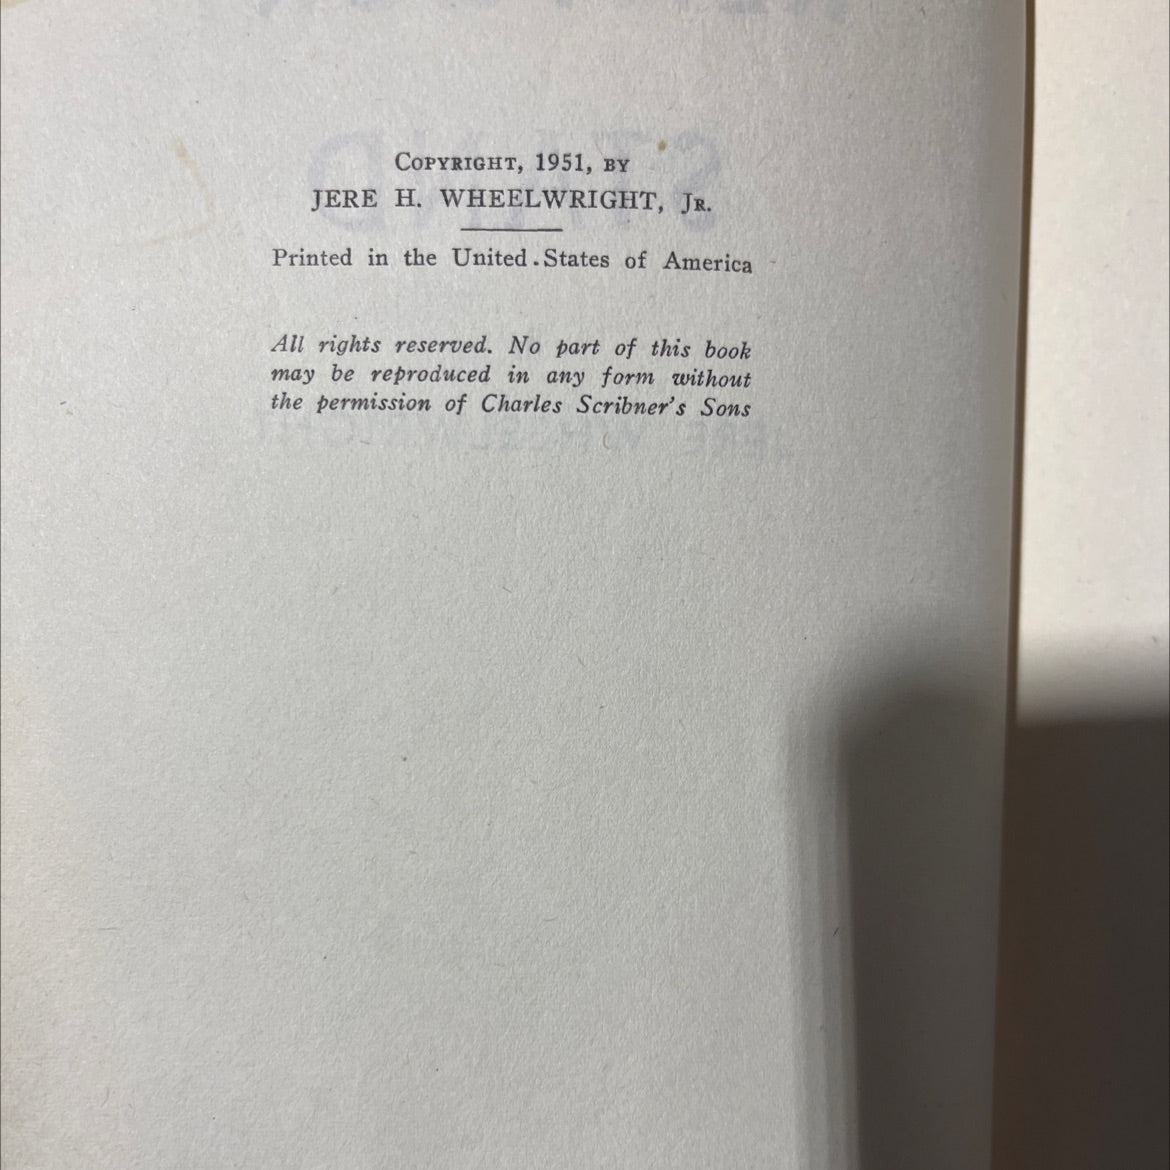 COPYRIGHT, 1951, BY
JERE H. WHEELWRIGHT, JR.
Printed in the United States of America
All rights reserved. No part of this book
may be reproduced in any form without
the permission of Charles Scribner's Sons